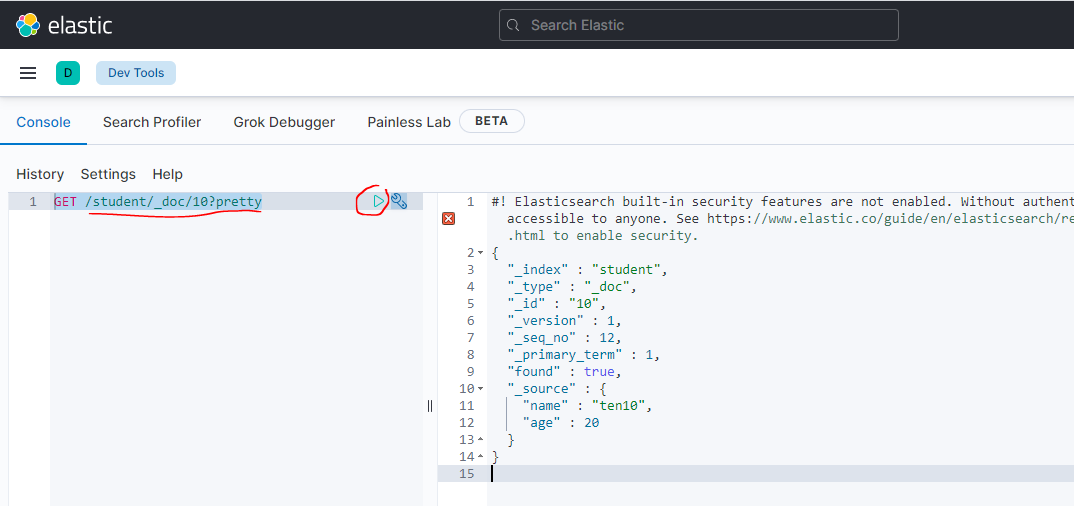 elastic
Search Elastic
D
Dev Tools
Console Search Profiler Grok Debugger Painless Lab BETA
History Settings Help
1 GET /student/_doc/10?pretty
1 #! Elasticsearch built-in security features are not enabled. Without authent
accessible to anyone. See https://www.elastic.co/guide/en/elasticsearch/re
.html to enable security.
2 {
3 "_index" : "student",
4 "_type" : "_doc",
5 "_id" : "10",
6 "_version" : 1,
7 "_seq_no" : 12,
8 "_primary_term" : 1,
9 "found" : true,
10 "_source" : {
11 "name" : "ten10",
12 "age" : 20
13 }
14 }
15